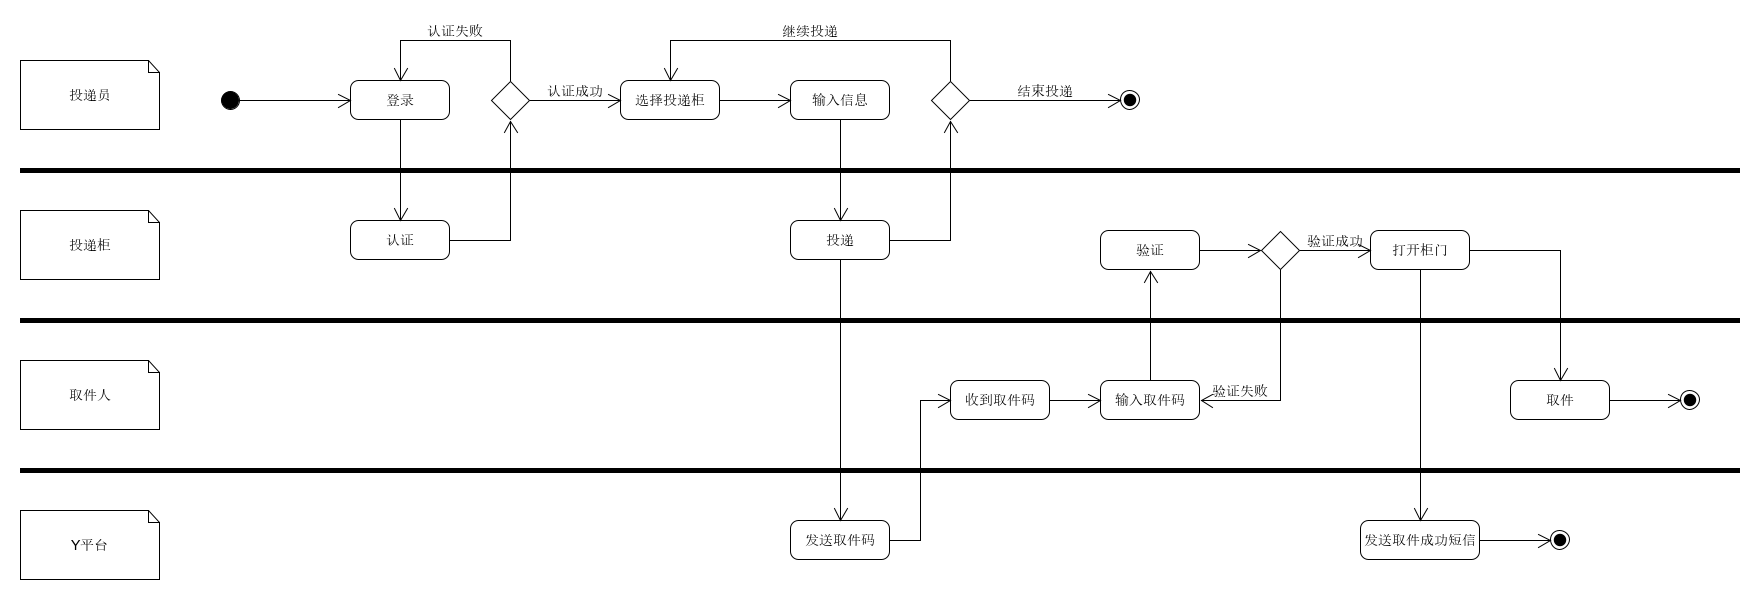 认证失败
继续投递
投递员
登录
认证成功
选择投递柜
输入信息
结束投递
投递柜
认证
投递
验证
验证成功
打开柜门
取件人
收到取件码
输入取件码
验证失败
取件
Y平台
发送取件码
发送取件成功短信